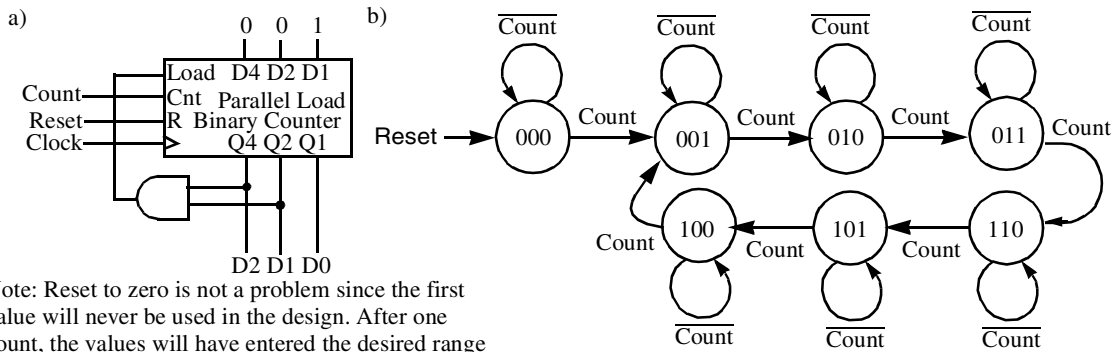 a)
0 0 1
Load D4 D2 D1
Count Cnt Parallel Load
Reset R Binary Counter
Clock Q4 Q2 Q1
D2 D1 D0
ote: Reset to zero is not a problem since the first
alue will never be used in the design. After one
ount, the values will have entered the desired range
b)
Count Count Count Count
Reset 000 Count 001 Count 010 Count 011 Count
Count 100 Count 101 Count 110
Count Count Count